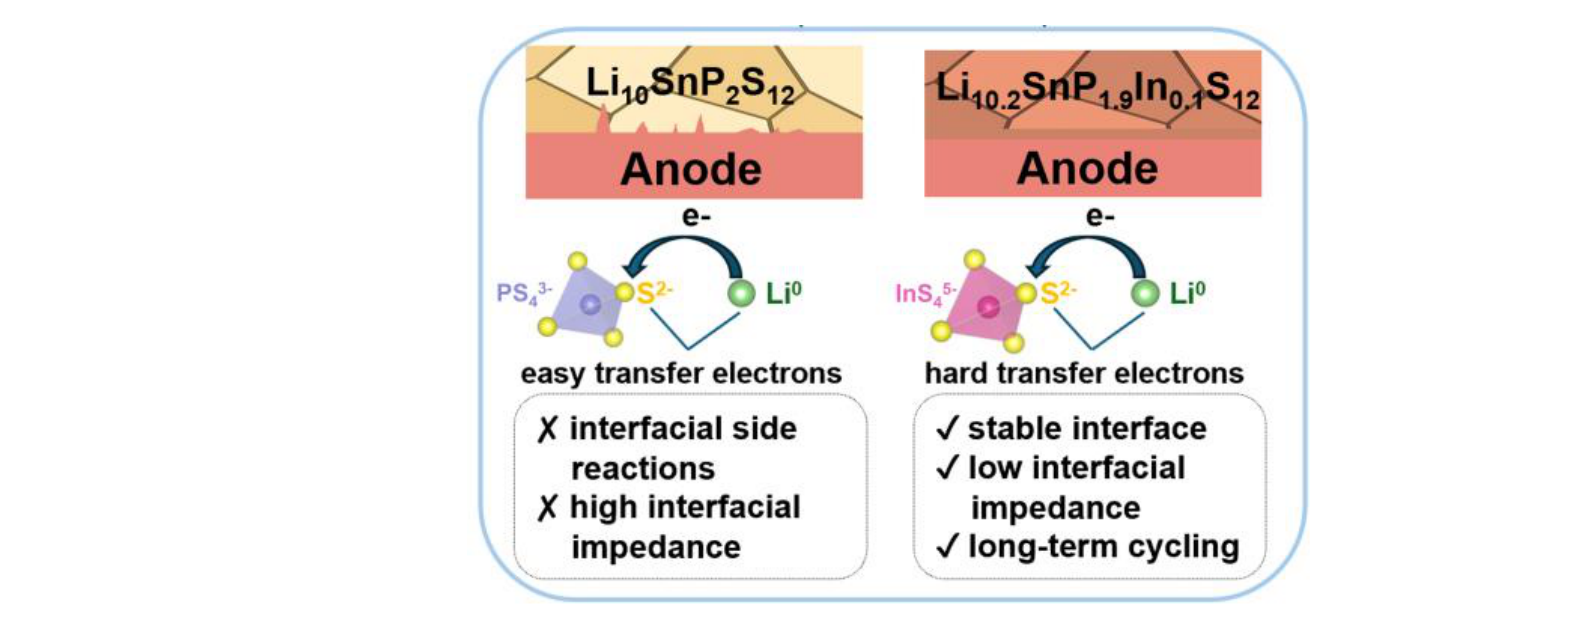 Li₁₀SnP₂S₁₂
Anode
e-
PS₄³⁻
S²⁻
Li⁰
easy transfer electrons
✗ interfacial side
reactions
✗ high interfacial
impedance
Li₁₀.₂SnP₁.₉In₀.₁S₁₂
Anode
e-
InS₄⁵⁻
S²⁻
Li⁰
hard transfer electrons
✓ stable interface
✓ low interfacial
impedance
✓ long-term cycling